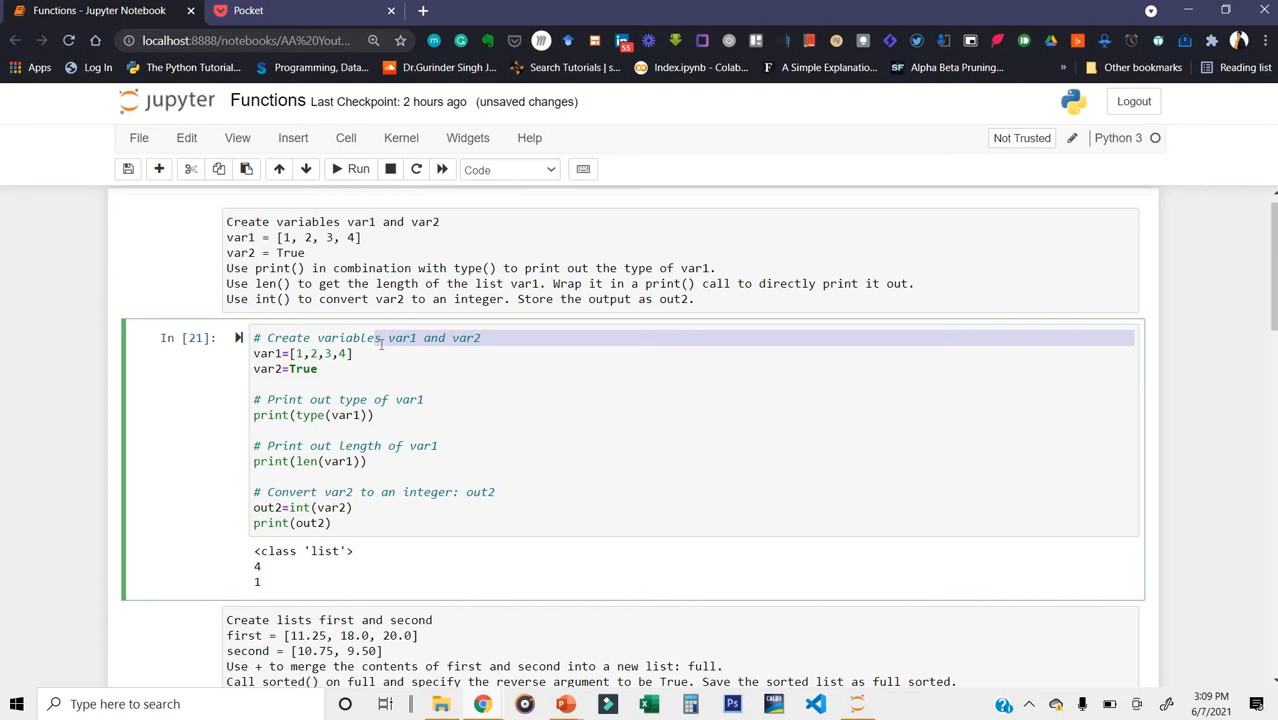 Functions - Jupyter Notebook
Pocket
localhost:8888/notebooks/AA%20Yout...
55
Apps
Log In
The Python Tutorial...
Programming, Data...
Dr.Gurinder Singh J...
Search Tutorials | S...
Index.ipynb - Colab...
A Simple Explanatio...
Alpha Beta Pruning...
Other bookmarks
Reading list
jupyter
Functions Last Checkpoint: 2 hours ago (unsaved changes)
Logout
File Edit View Insert Cell Kernel Widgets Help
Not Trusted
Python 3
Run
Code
Create variables var1 and var2
var1 = [1, 2, 3, 4]
var2 = True
Use print() in combination with type() to print out the type of var1.
Use len() to get the length of the list var1. Wrap it in a print() call to directly print it out.
Use int() to convert var2 to an integer. Store the output as out2.
In [21]:
# Create variables var1 and var2
var1=[1,2,3,4]
var2=True
# Print out type of var1
print(type(var1))
# Print out length of var1
print(len(var1))
# Convert var2 to an integer: out2
out2=int(var2)
print(out2)
<class 'list'>
4
1
Create lists first and second
first = [11.25, 18.0, 20.0]
second = [10.75, 9.50]
Use + to merge the contents of first and second into a new list: full.
Call sorted() on full and specify the reverse argument to be True. Save the sorted list as full sorted.
Type here to search
3:09 PM
6/7/2021